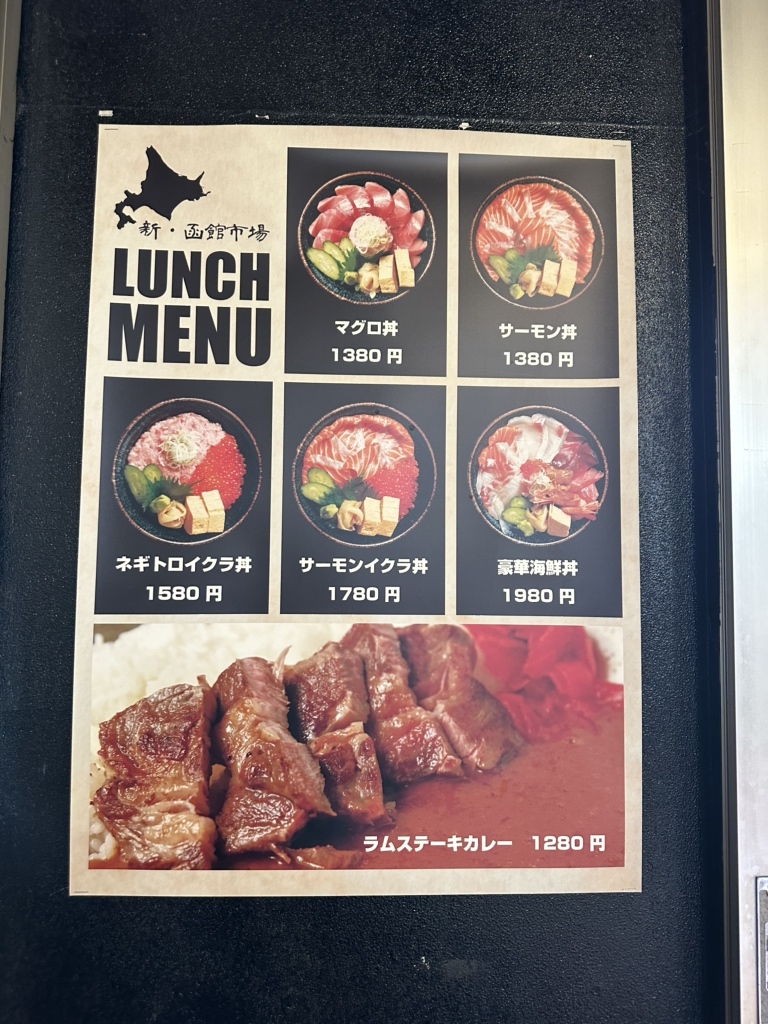 新・函館市場
LUNCH
MENU
マグロ丼
1380 円
サーモン丼
1380 円
ネギトロイクラ丼
1580 円
サーモンイクラ丼
1780 円
豪華海鮮丼
1980 円
ラムステーキカレー 1280 円